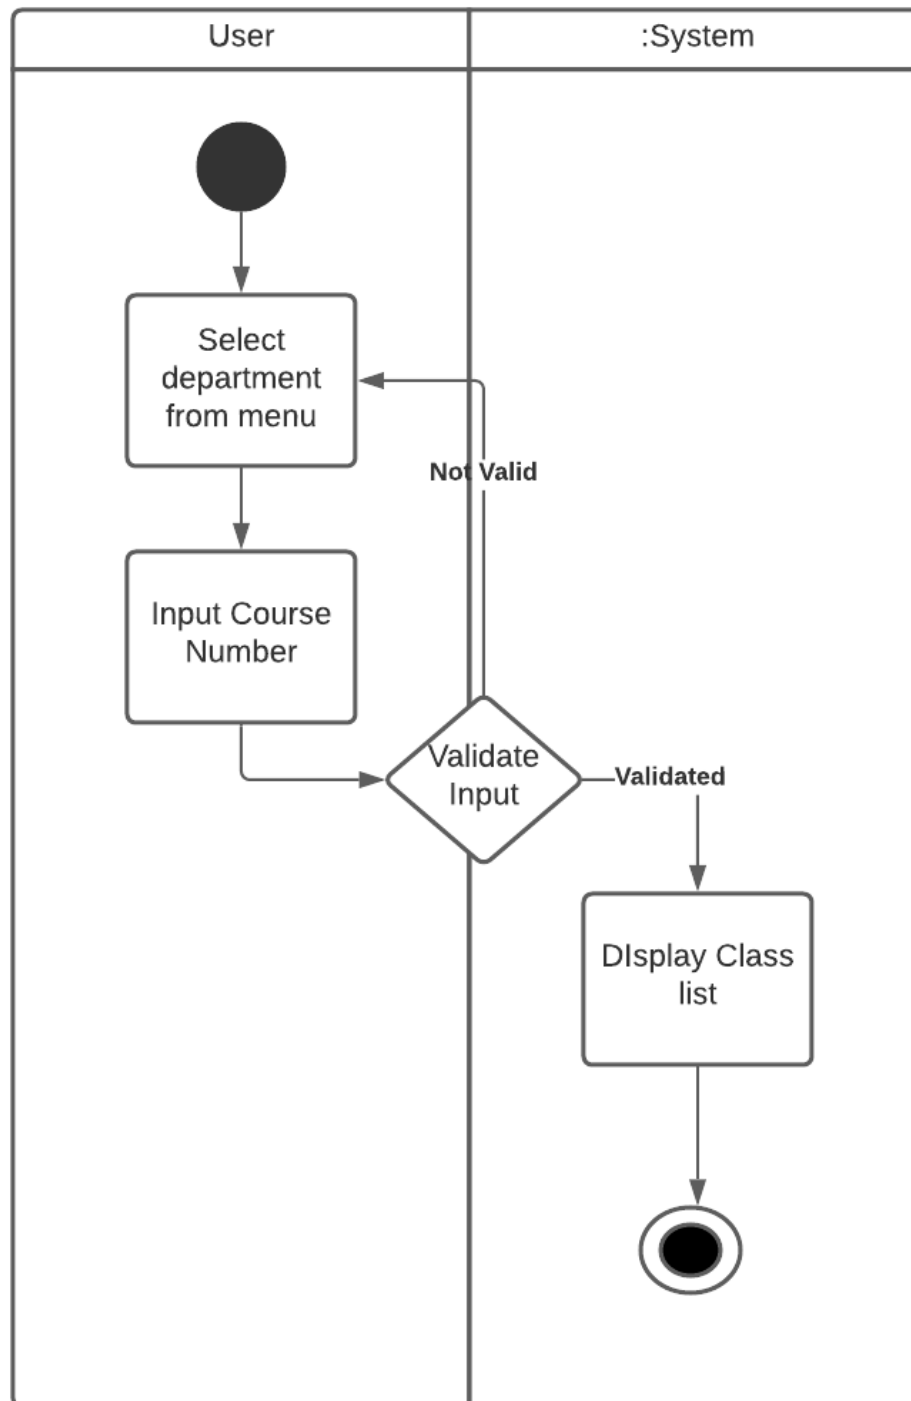 User
:System
Select
department
from menu
Not Valid
Input Course
Number
Validate
Input
Validated
DIsplay Class
list